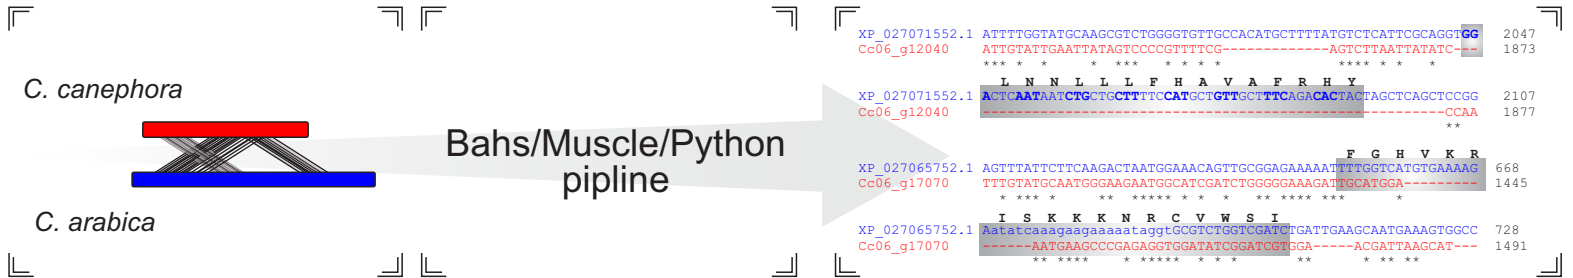 C. canephora
C. arabica
Bahs/Muscle/Python
pipline
XP_027071552.1 ATTTTGGTATGCAAGCGTCTGGGGTGTTGCCACATGCTTTTATGTCTCATTCGCAGGTGG 2047
Cc06_g12040 ATTGTATTGAATTATAGTCCCCGTTTTCG--------------AGTCTTAATTATATC--- 1873
*** * * * *** * * * * **** * * *
L N N L L L F H A V A F R H Y
XP_027071552.1 ACTCAATAATCTGCTGCTTTTCCATGCTGTTGCTTTCAGACACTACTAGCTCAGCTCCGG 2107
Cc06_g12040 --------------------------------------------------------CCAA 1877
**
F G H V K R
XP_027065752.1 AGTTTATTCTTCAAGACTAATGGAAACAGTTGCGGAGAAAAATTTTGGTCATGTGAAAAG 668
Cc06_g17070 TTTGTATGCAATGGGAAGAATGGCATCGATCTGGGGGAAAGATTGCATGGA--------- 1445
* *** * * ** ***** * * * ** **** *** *
I S K K K N R C V W S I
XP_027065752.1 AatatcaaagaagaaaaataggtGCGTCTGGTCGATCTGATTGAAGCAATGAAAGTGGCC 728
Cc06_g17070 ------AATGAAGCCCGAGAGGTGGATATCGGATCGTGGA-----ACGATTAAGCAT--- 1491
** **** * ***** * * * ** * ** **